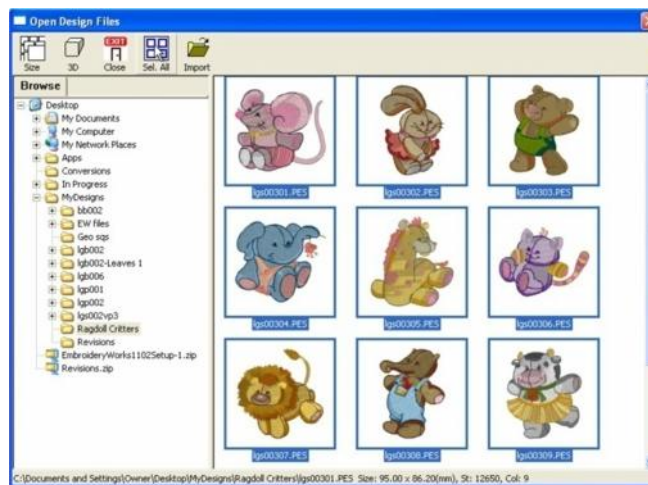 Open Design Files
EXIT
Size 3D Close Sel. All Import
Browse
Desktop
My Documents
My Computer
My Network Places
Apps
Conversions
In Progress
MyDesigns
bb002
EW files
Geo sqs
lgb002
lgb002-Leaves 1
lgb006
lgp001
lgp002
lgs002vp3
Ragdoll Critters
Revisions
EmbroideryWorks1102Setup-1.zip
Revisions.zip
lgs00301.PES lgs00302.PES lgs00303.PES
lgs00304.PES lgs00305.PES lgs00306.PES
lgs00307.PES lgs00308.PES lgs00309.PES
C:\Documents and Settings\Owner\Desktop\MyDesigns\Ragdoll Critters\lgs00301.PES Size: 95.00 x 86.20(mm), St: 12650, Col: 9